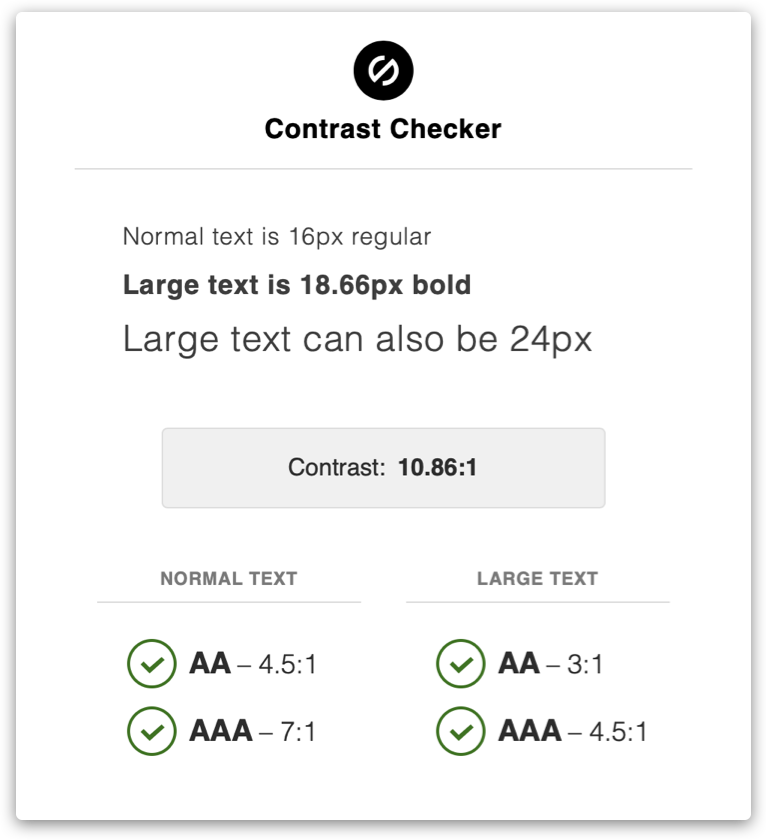 Contrast Checker
Normal text is 16px regular
Large text is 18.66px bold
Large text can also be 24px
Contrast: 10.86:1
NORMAL TEXT
AA – 4.5:1
AAA – 7:1
LARGE TEXT
AA – 3:1
AAA – 4.5:1